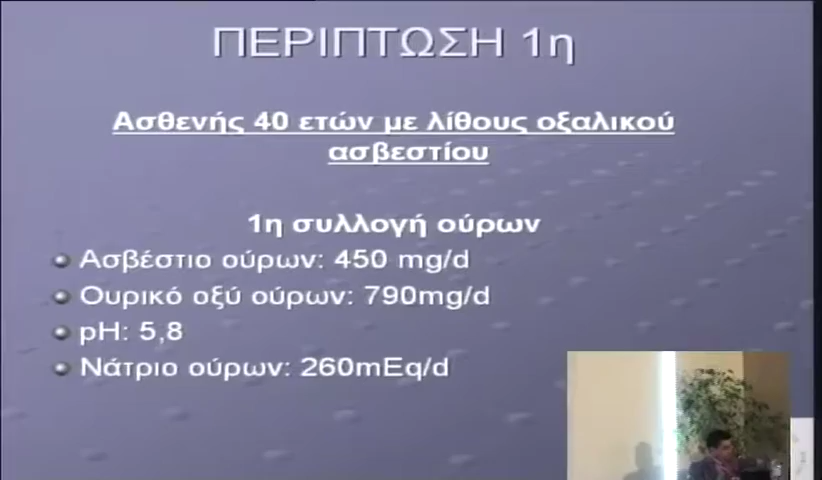 ΠΕΡΙΠΤΩΣΗ 1η
Ασθενής 40 ετών με λίθους οξαλικού
ασβεστίου
1η συλλογή ούρων
Ασβέστιο ούρων: 450 mg/d
Ουρικό οξύ ούρων: 790mg/d
pH: 5,8
Νάτριο ούρων: 260mEq/d